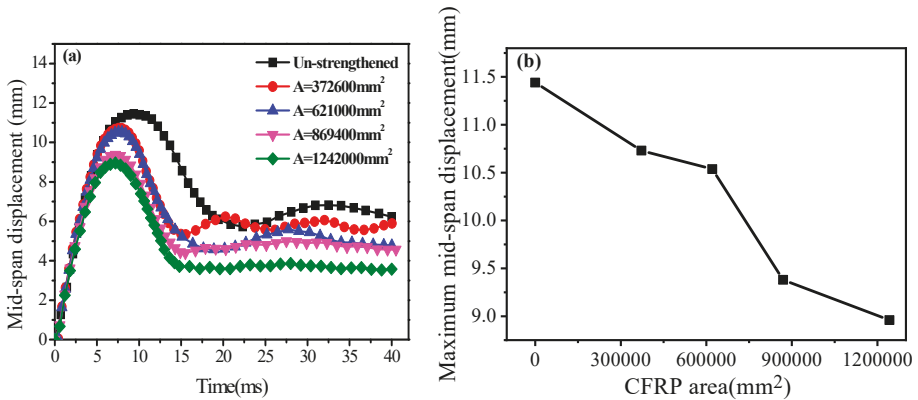 (a)
Un-strengthened
A=372600mm²
A=621000mm²
A=869400mm²
A=1242000mm²
Mid-span displacement (mm)
14
12
10
8
6
4
2
0
0 5 10 15 20 25 30 35 40
Time(ms)
(b)
Maximum mid-span displacement(mm)
11.5
11.0
10.5
10.0
9.5
9.0
0 300000 600000 900000 1200000
CFRP area(mm²)